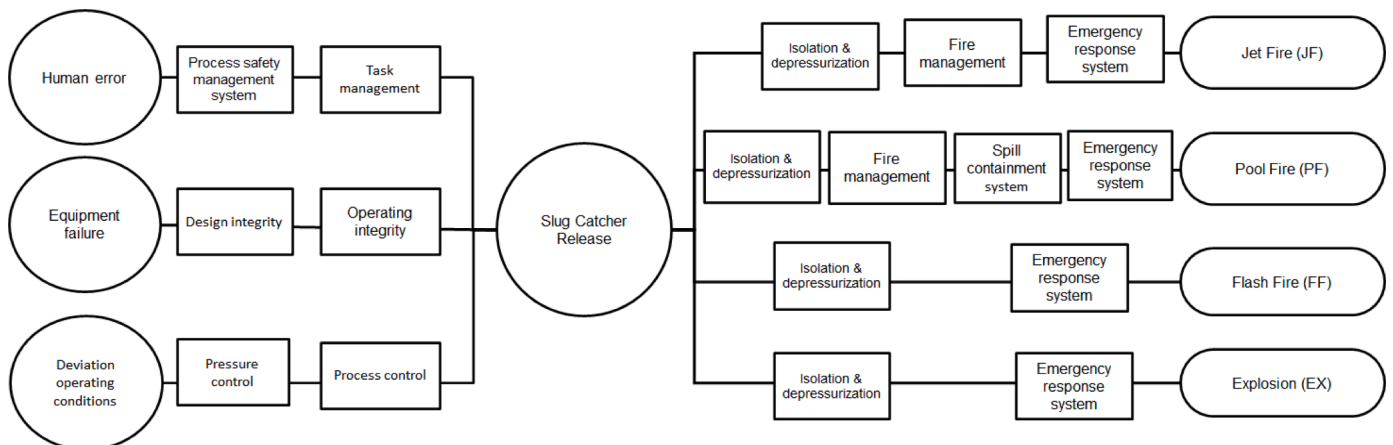 Human error
Process safety
management
system
Task
management
Equipment
failure
Design integrity
Operating
integrity
Deviation
operating
conditions
Pressure
control
Process control
Slug Catcher
Release
Isolation &
depressurization
Fire
management
Emergency
response
system
Jet Fire (JF)
Isolation &
depressurization
Fire
management
Spill
containment
system
Emergency
response
system
Pool Fire (PF)
Isolation &
depressurization
Emergency
response
system
Flash Fire (FF)
Isolation &
depressurization
Emergency
response
system
Explosion (EX)